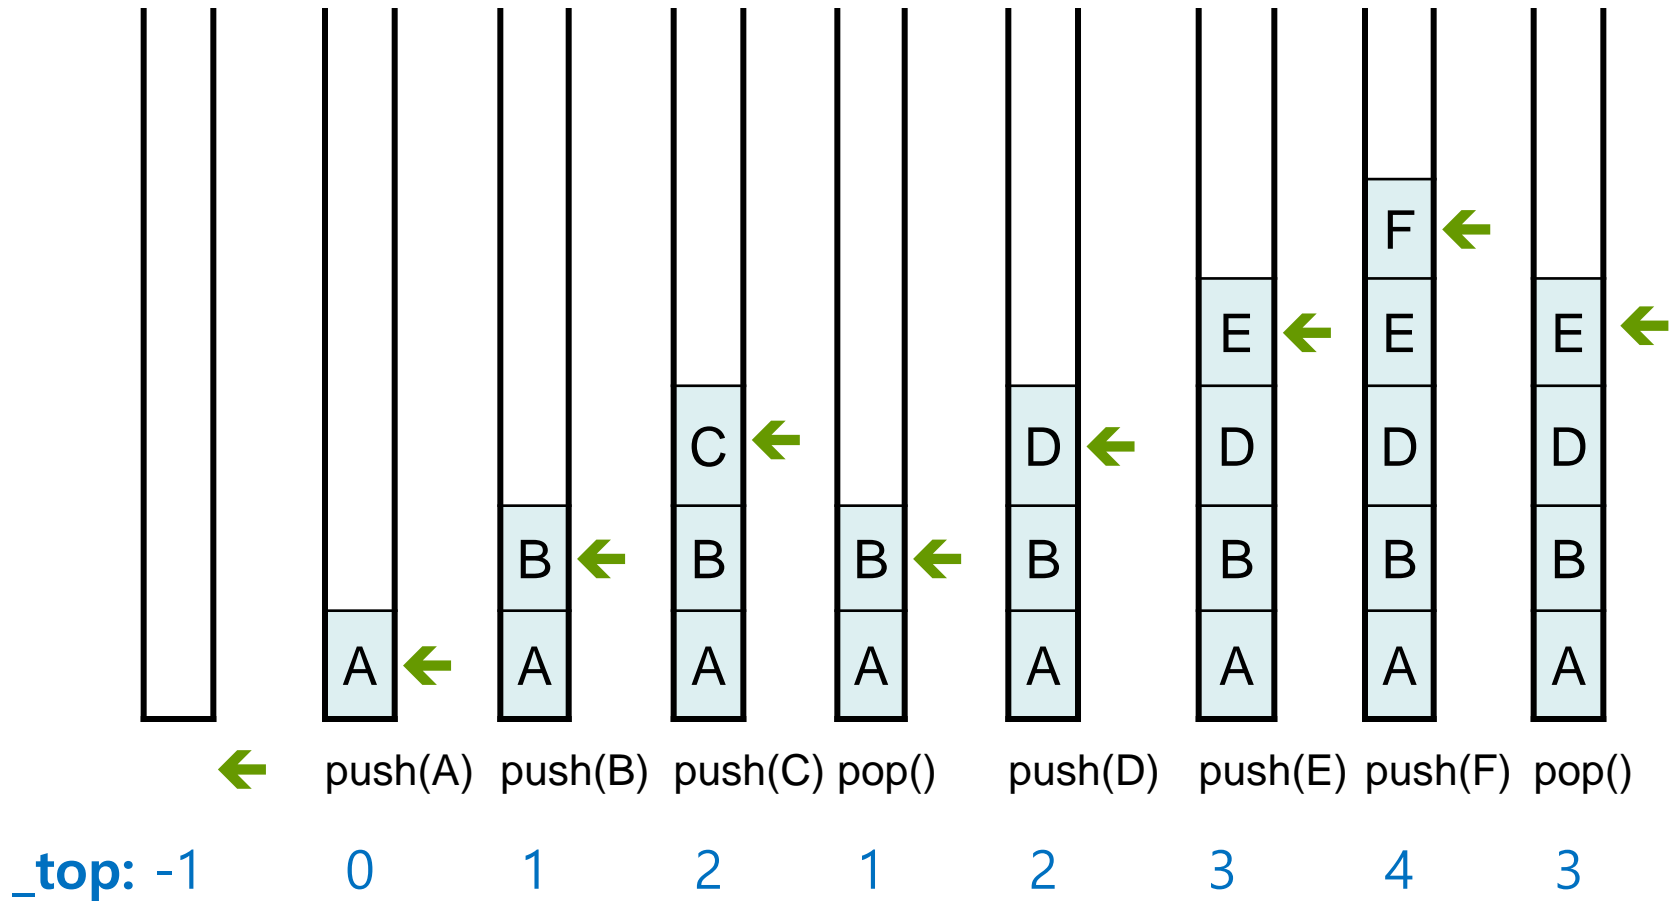 F
E E E
C D D D D
B B B B B B B
A A A A A A A A
push(A) push(B) push(C) pop() push(D) push(E) push(F) pop()
_top: -1 0 1 2 1 2 3 4 3